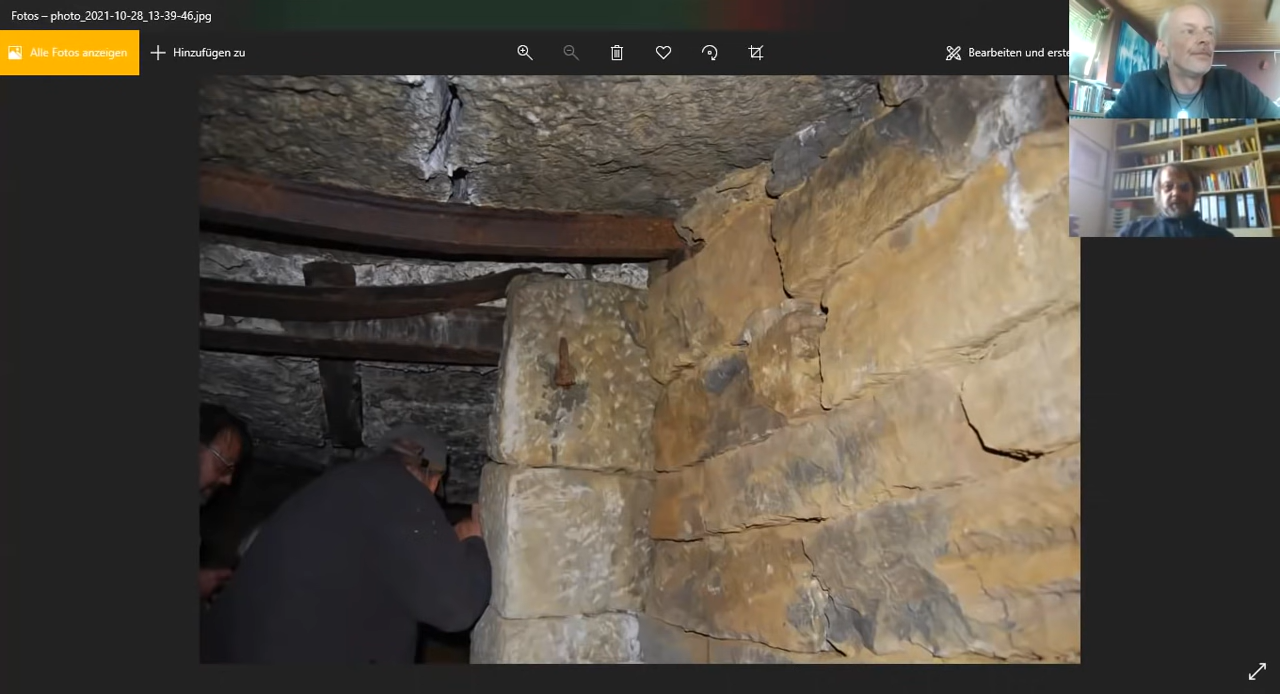 Fotos – photo_2021-10-28_13-39-46.jpg
Alle Fotos anzeigen
Hinzufügen zu
Bearbeiten und erste